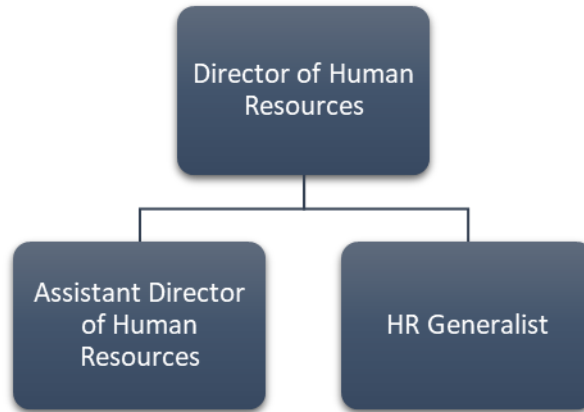 Director of Human
Resources
Assistant Director
of Human
Resources
HR Generalist